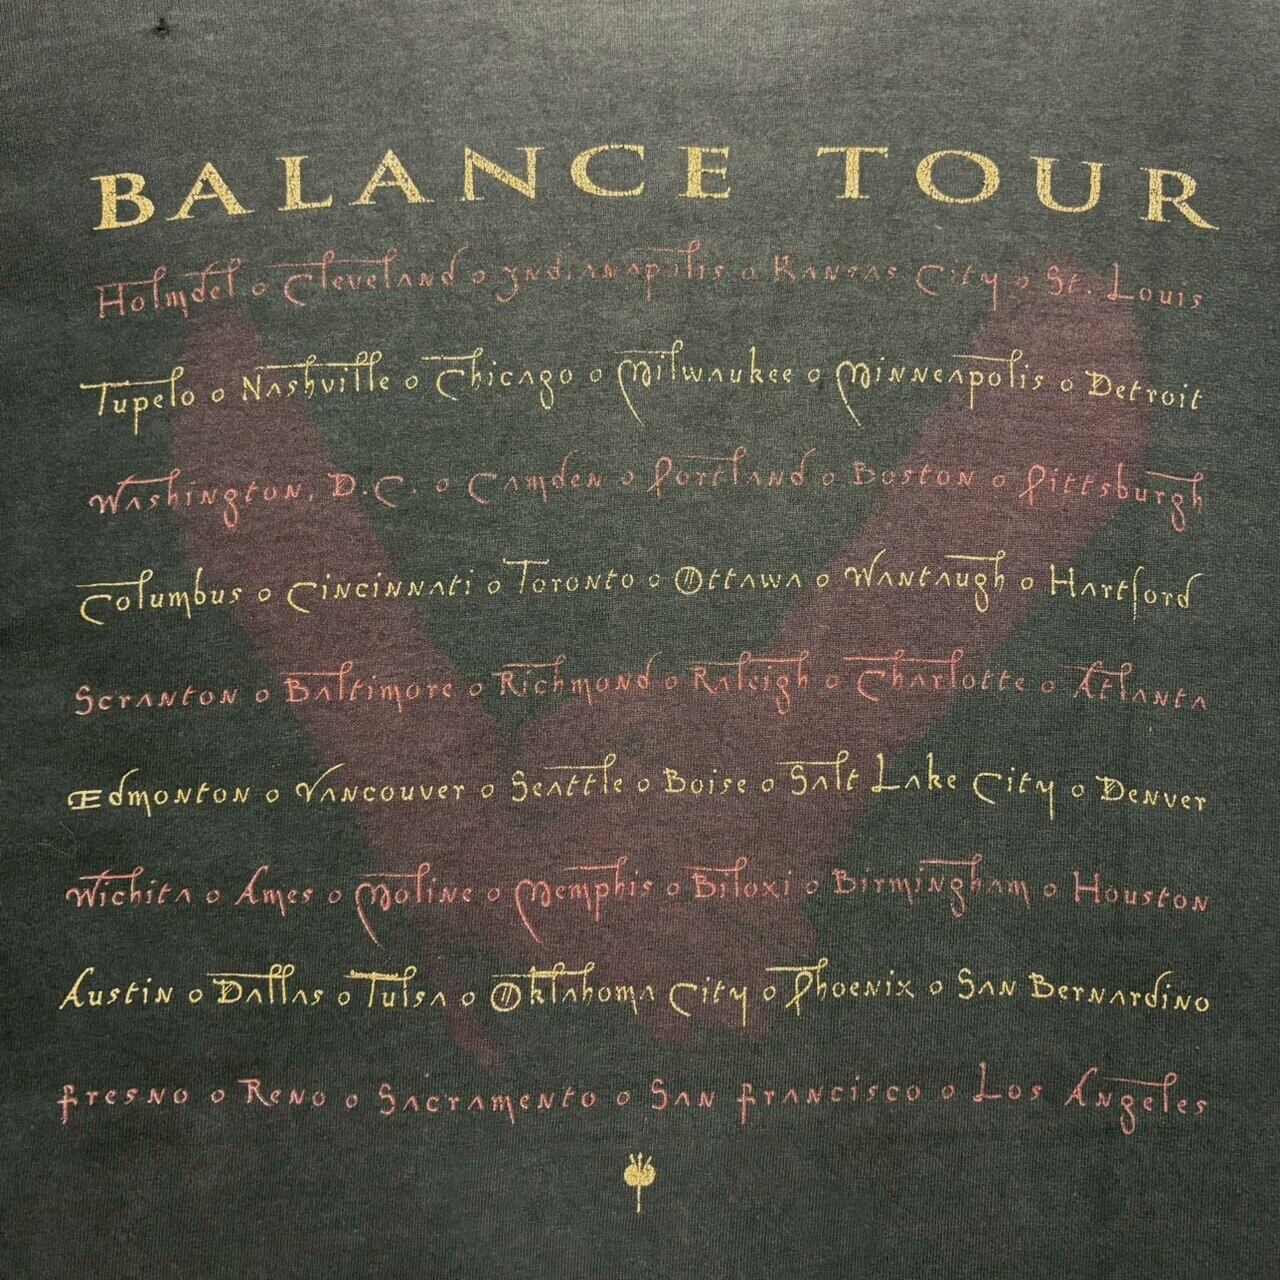 BALANCE TOUR
Holmdel o Cleveland o Indianapolis o Kansas City o St. Louis
Tupelo o Nashville o Chicago o Milwaukee o Minneapolis o Detroit
Washington, D.C. o Camden o Portland o Boston o Pittsburgh
Columbus o Cincinnati o Toronto o Ottawa o Wantaugh o Hartford
Scranton o Baltimore o Richmond o Raleigh o Charlotte o Atlanta
Edmonton o Vancouver o Seattle o Boise o Salt Lake City o Denver
Wichita o Ames o Moline o Memphis o Biloxi o Birmingham o Houston
Austin o Dallas o Tulsa o Oklahoma City o Phoenix o San Bernardino
Fresno o Reno o Sacramento o San Francisco o Los Angeles